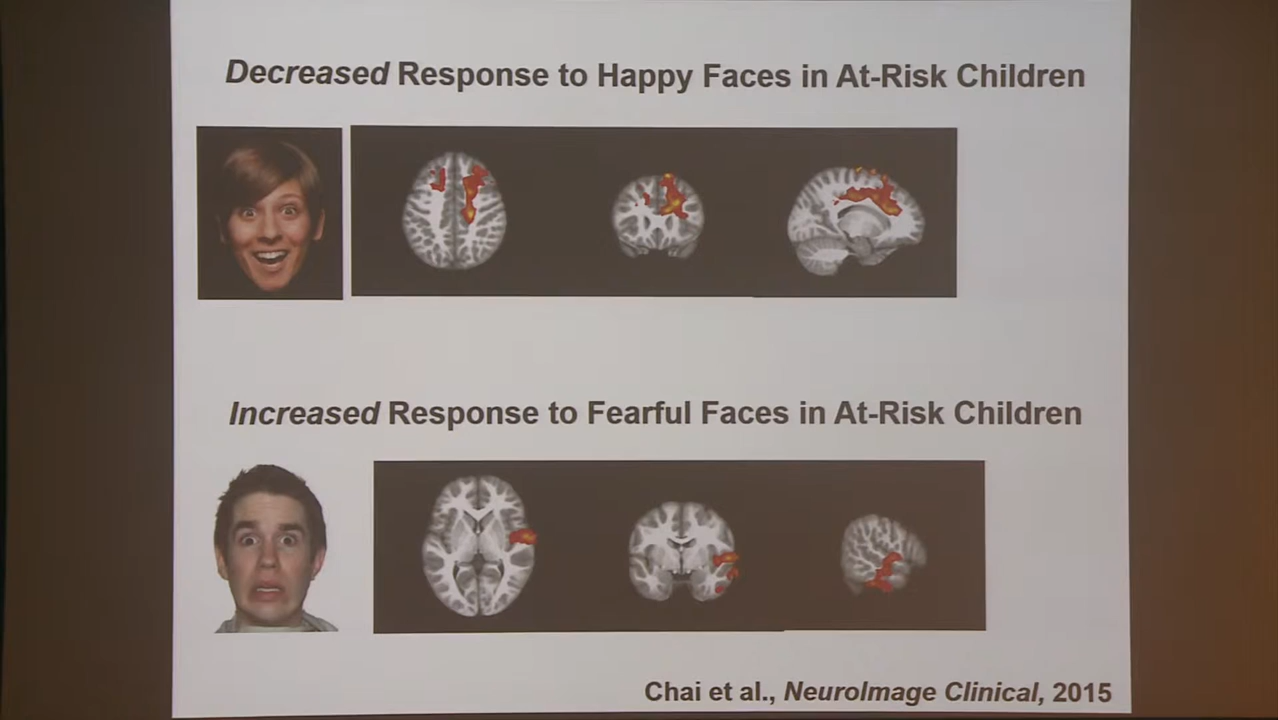 Decreased Response to Happy Faces in At-Risk Children
Increased Response to Fearful Faces in At-Risk Children
Chai et al., NeuroImage Clinical, 2015